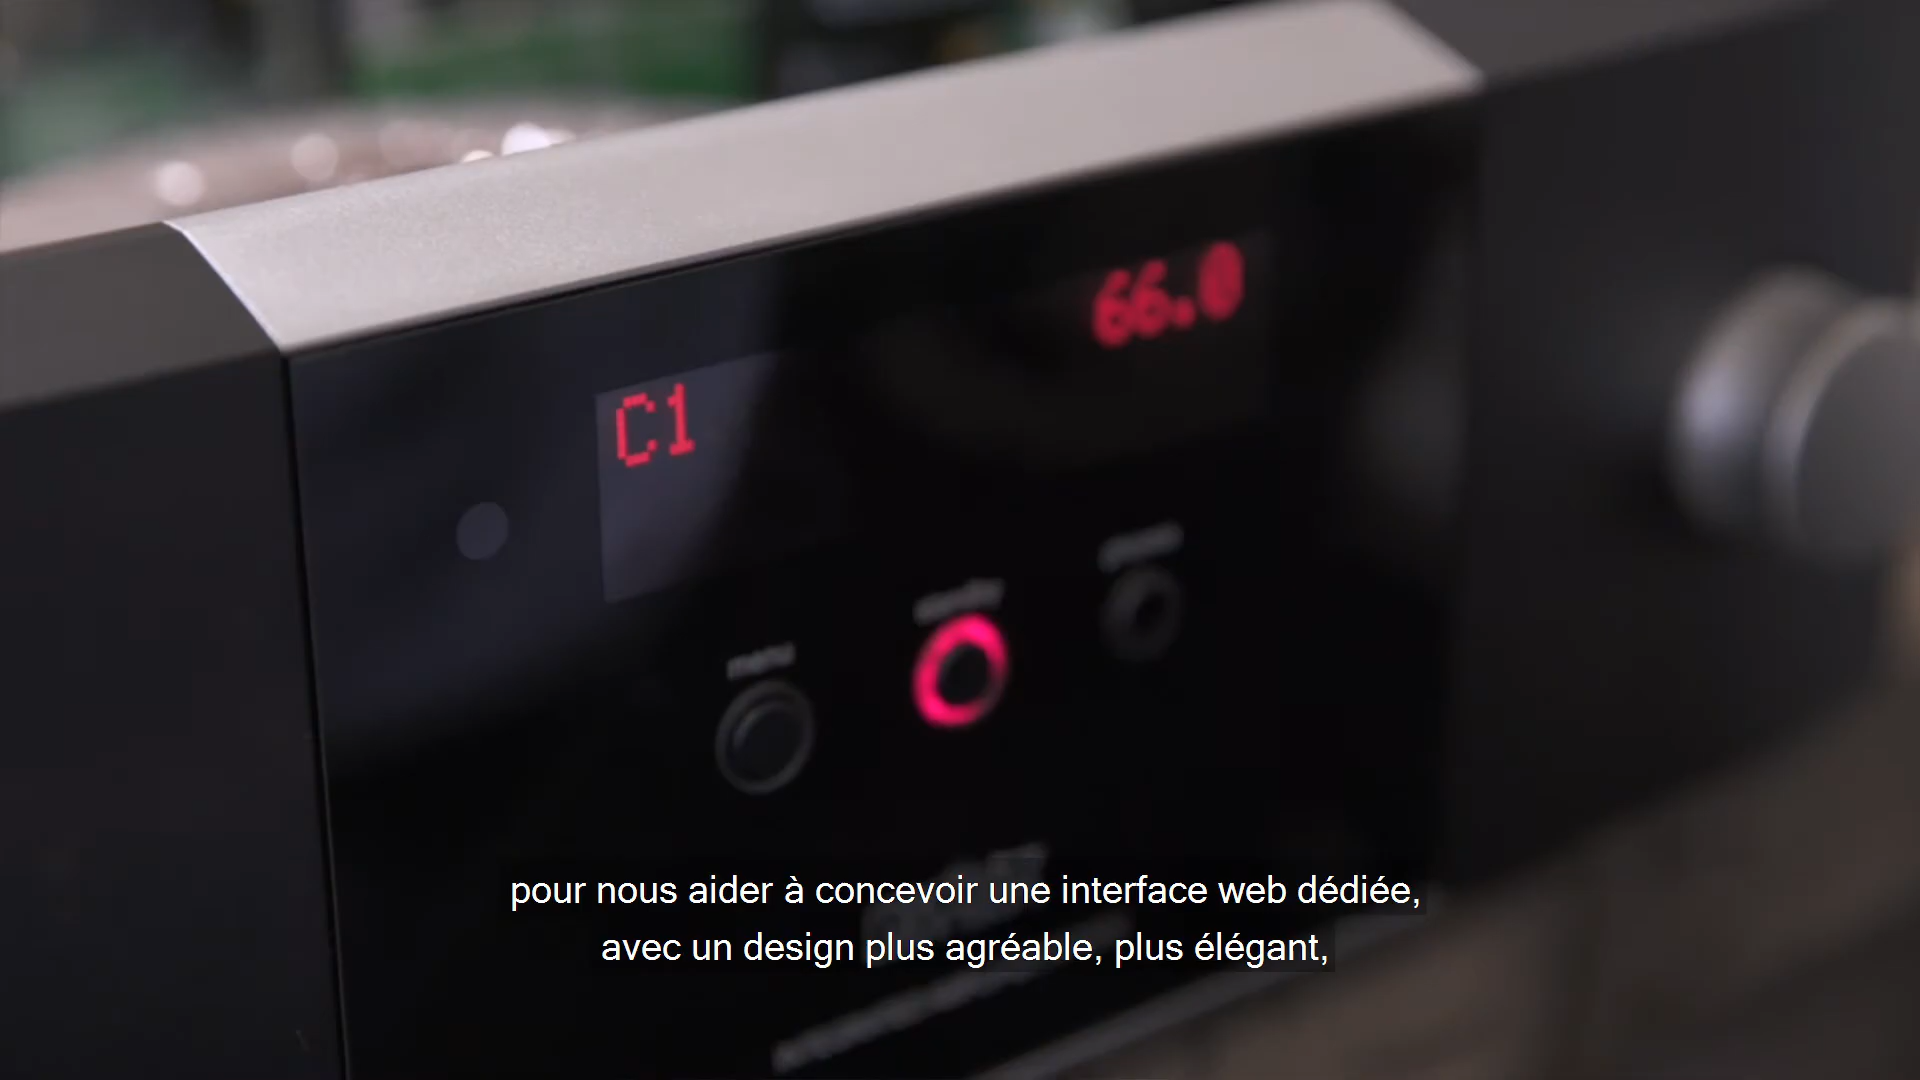 66.0
C1
menu
pour nous aider à concevoir une interface web dédiée,
avec un design plus agréable, plus élégant,